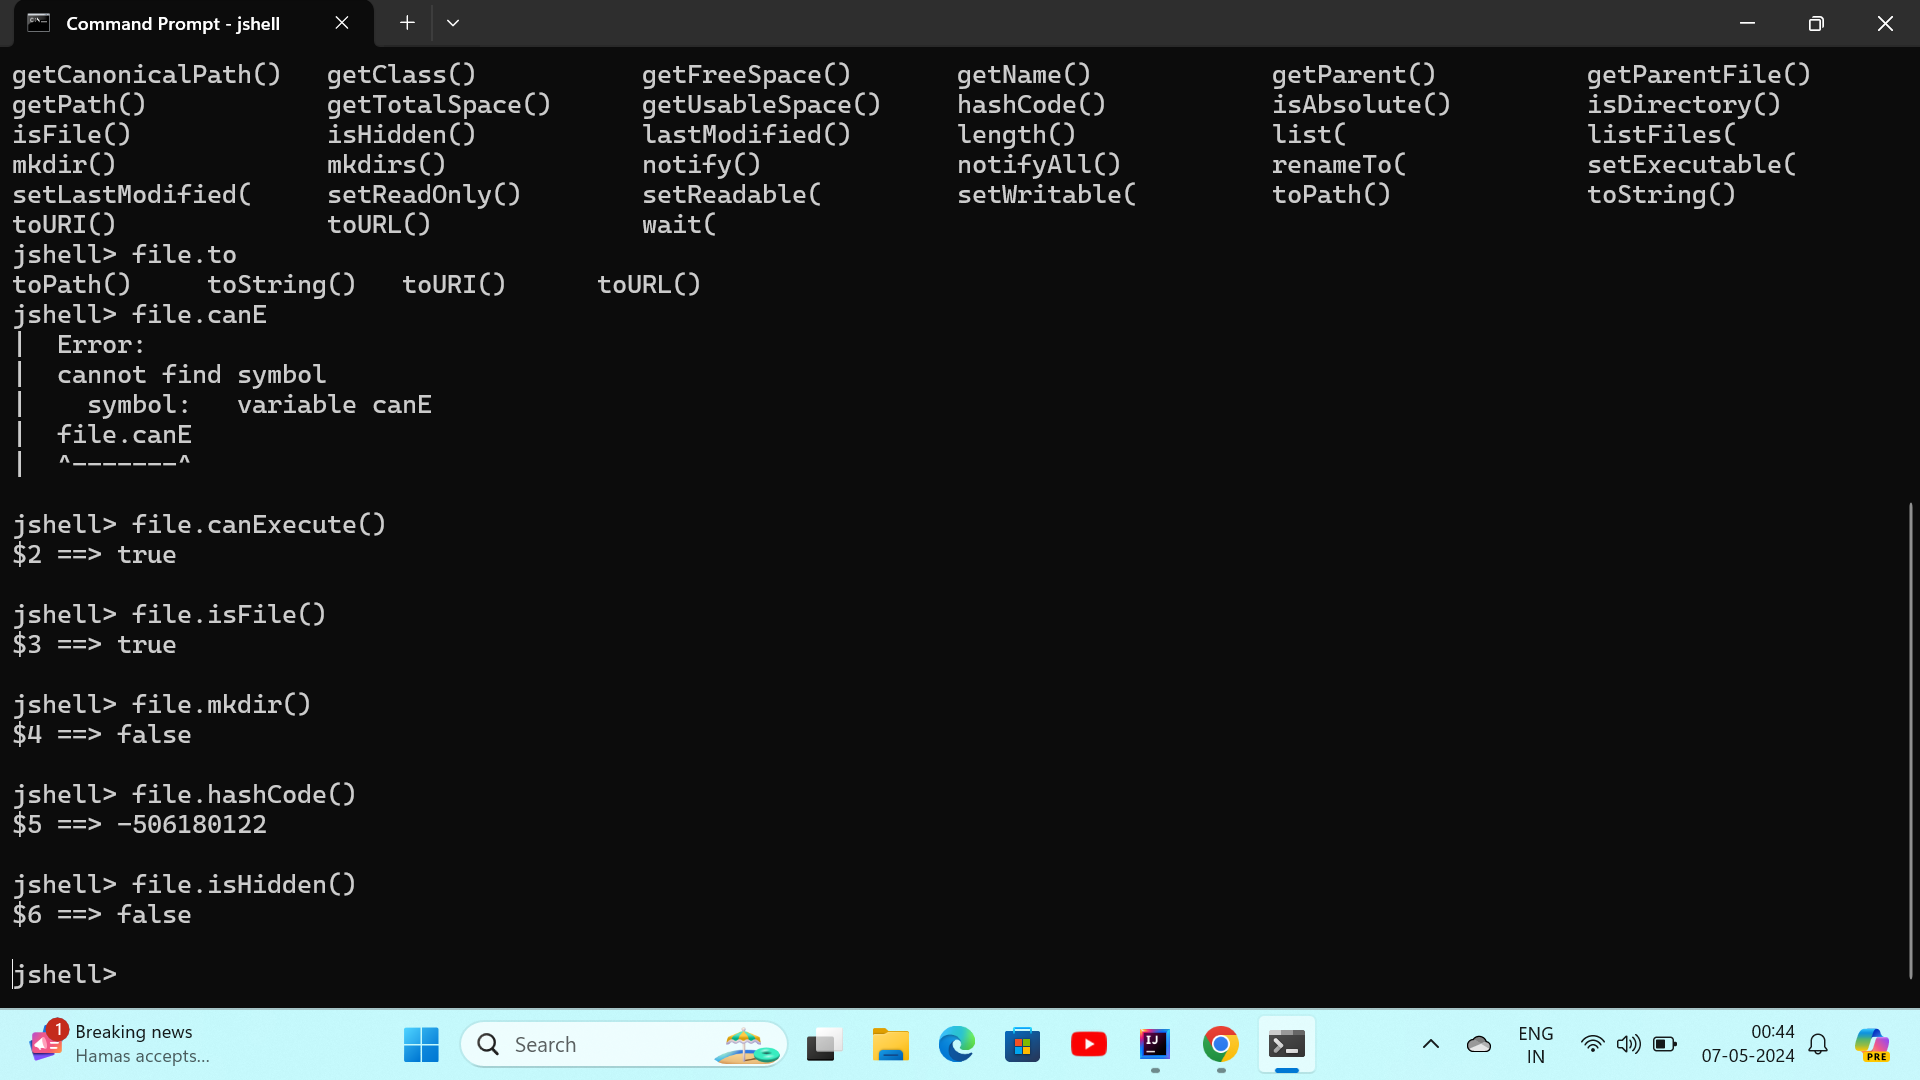 Command Prompt - jshell
getCanonicalPath() getClass() getFreeSpace() getName() getParent() getParentFile()
getPath() getTotalSpace() getUsableSpace() hashCode() isAbsolute() isDirectory()
isFile() isHidden() lastModified() length() list( listFiles(
mkdir() mkdirs() notify() notifyAll() renameTo( setExecutable(
setLastModified( setReadOnly() setReadable( setWritable( toPath() toString()
toURI() toURL() wait(
jshell> file.to
toPath() toString() toURI() toURL()
jshell> file.canE
| Error:
| cannot find symbol
| symbol: variable canE
| file.canE
| ^-------^
jshell> file.canExecute()
$2 ==> true
jshell> file.isFile()
$3 ==> true
jshell> file.mkdir()
$4 ==> false
jshell> file.hashCode()
$5 ==> -506180122
jshell> file.isHidden()
$6 ==> false
jshell>
1 Breaking news
Hamas accepts...
Search
IJ
ENG
IN
00:44
07-05-2024
PRE